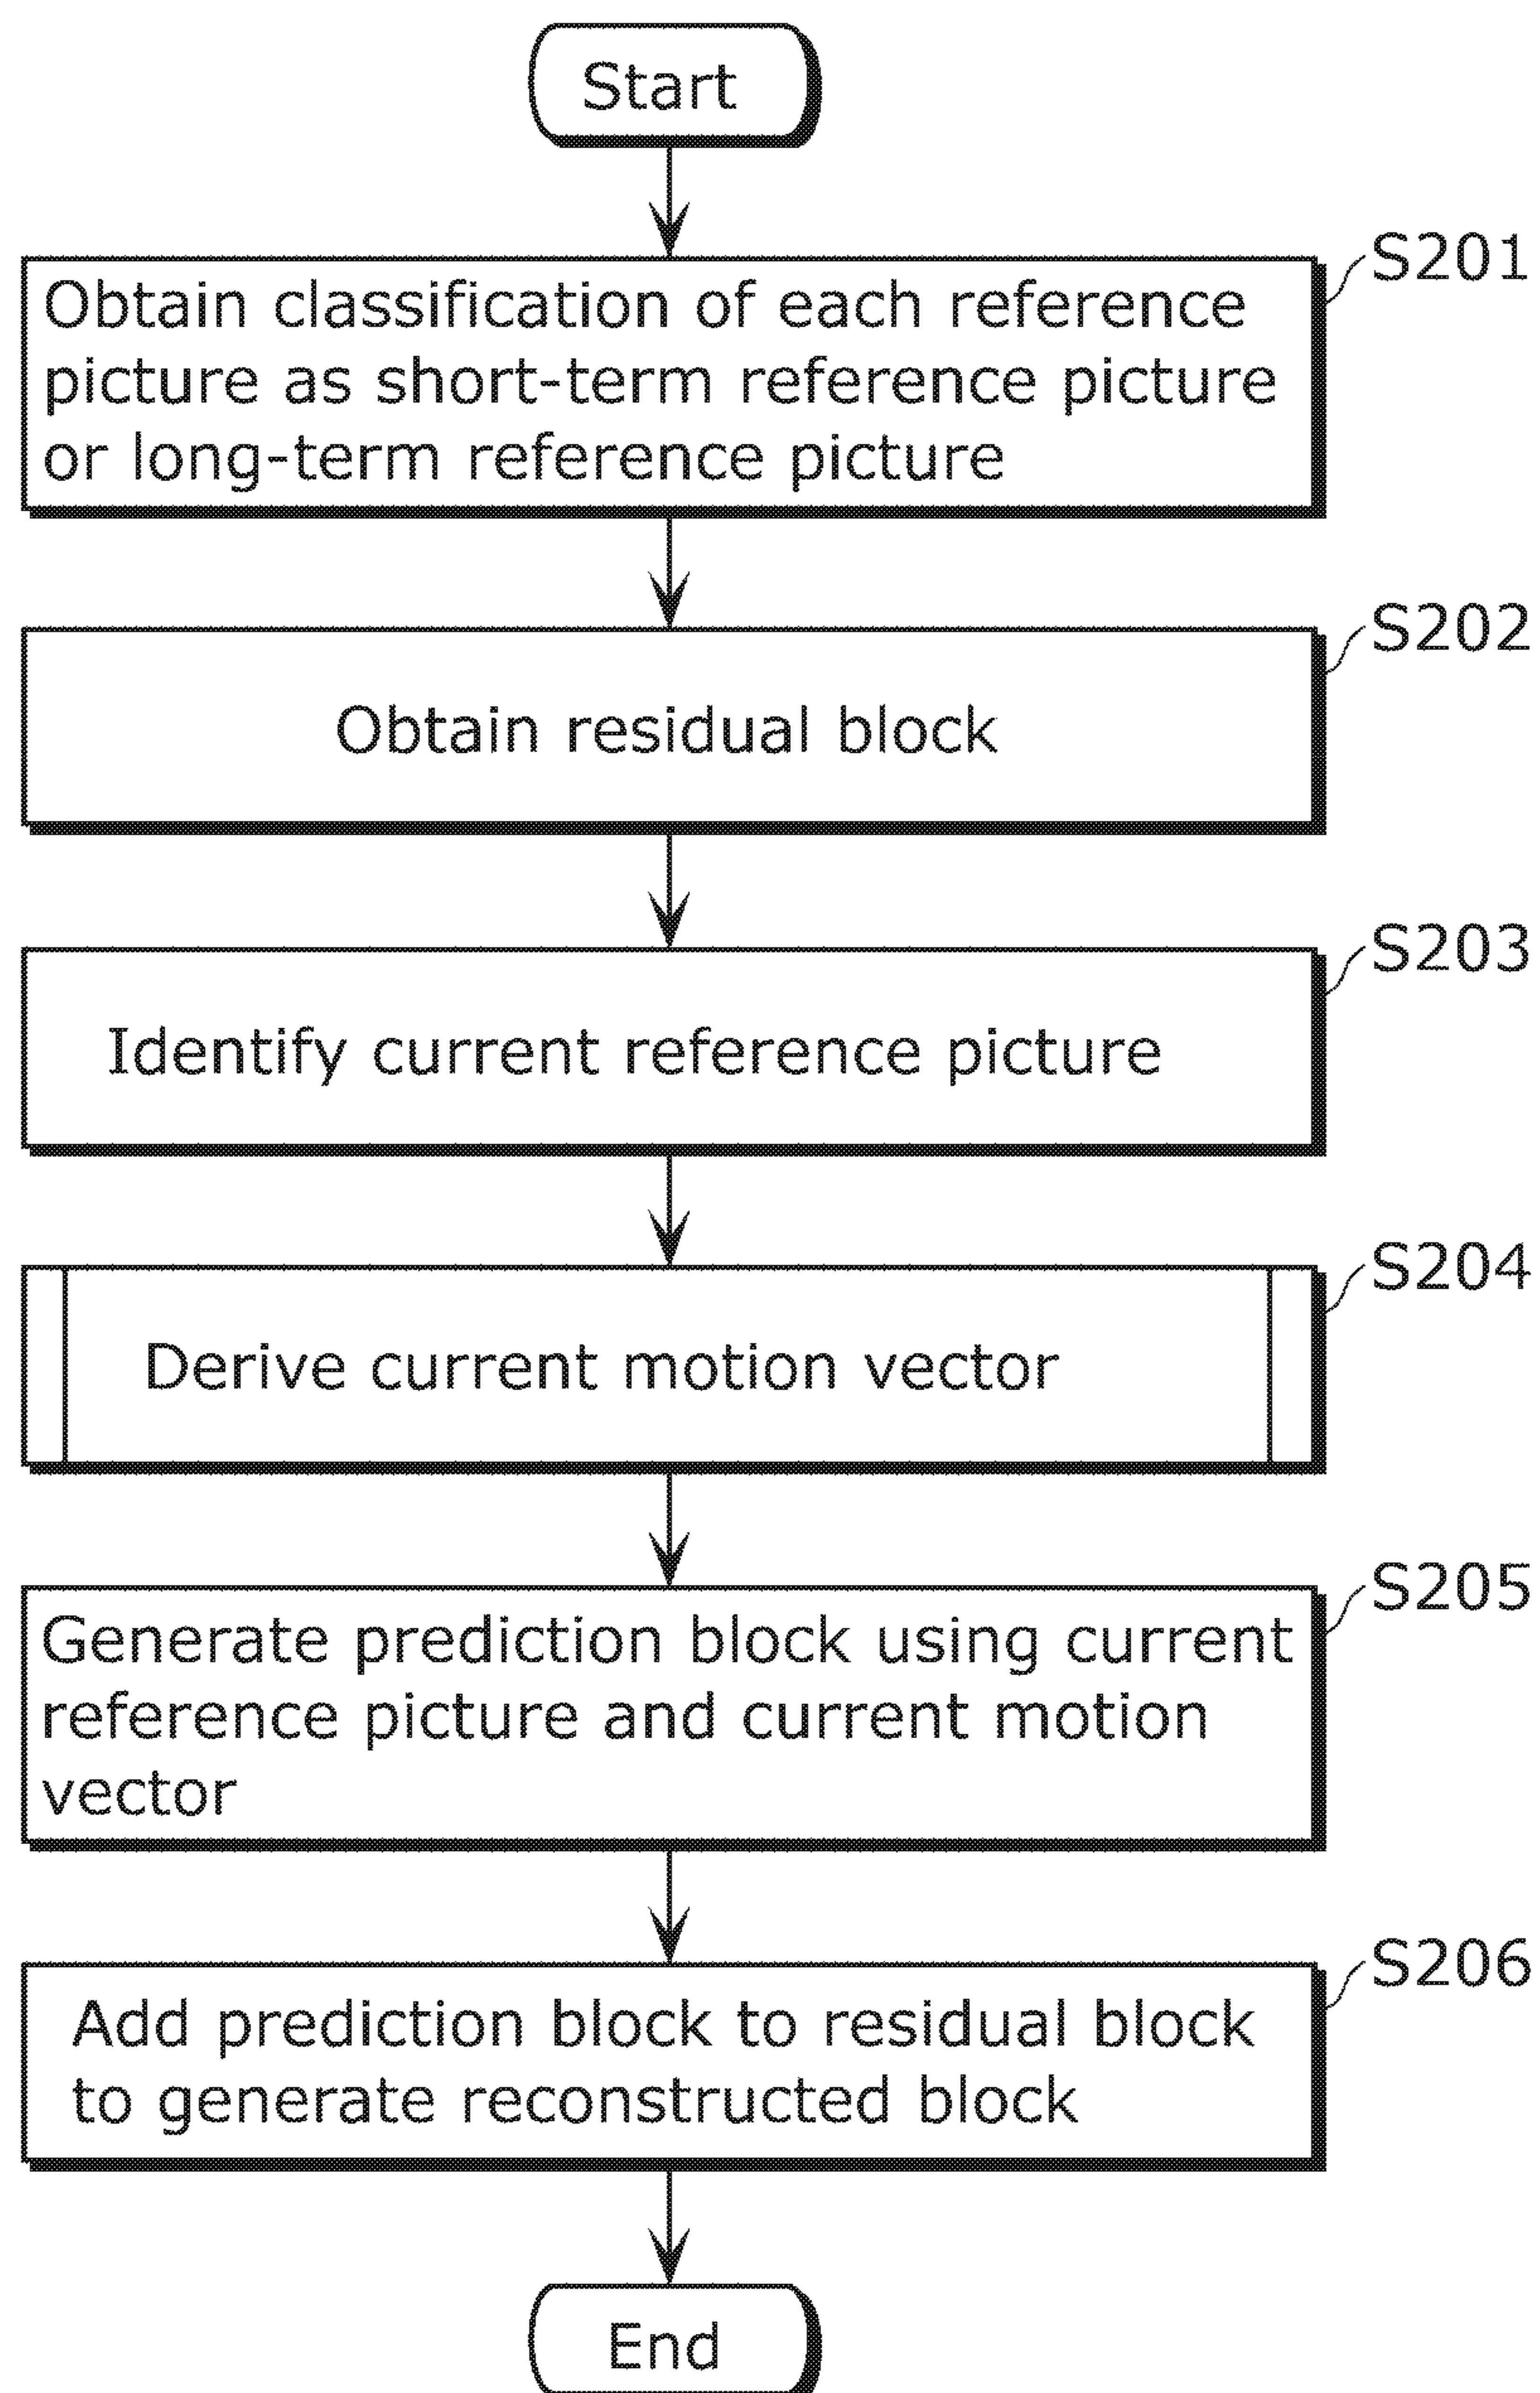 Start
S201
Obtain classification of each reference
picture as short-term reference picture
or long-term reference picture
S202
Obtain residual block
S203
Identify current reference picture
S204
Derive current motion vector
S205
Generate prediction block using current
reference picture and current motion
vector
S206
Add prediction block to residual block
to generate reconstructed block
End